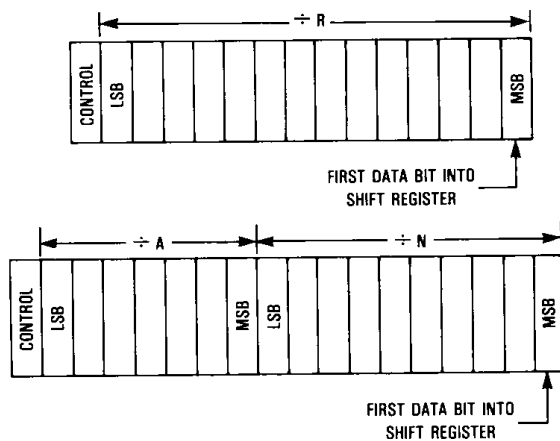 ÷ R
CONTROL
LSB
MSB
FIRST DATA BIT INTO
SHIFT REGISTER
÷ A
÷ N
CONTROL
LSB
MSB
LSB
MSB
FIRST DATA BIT INTO
SHIFT REGISTER